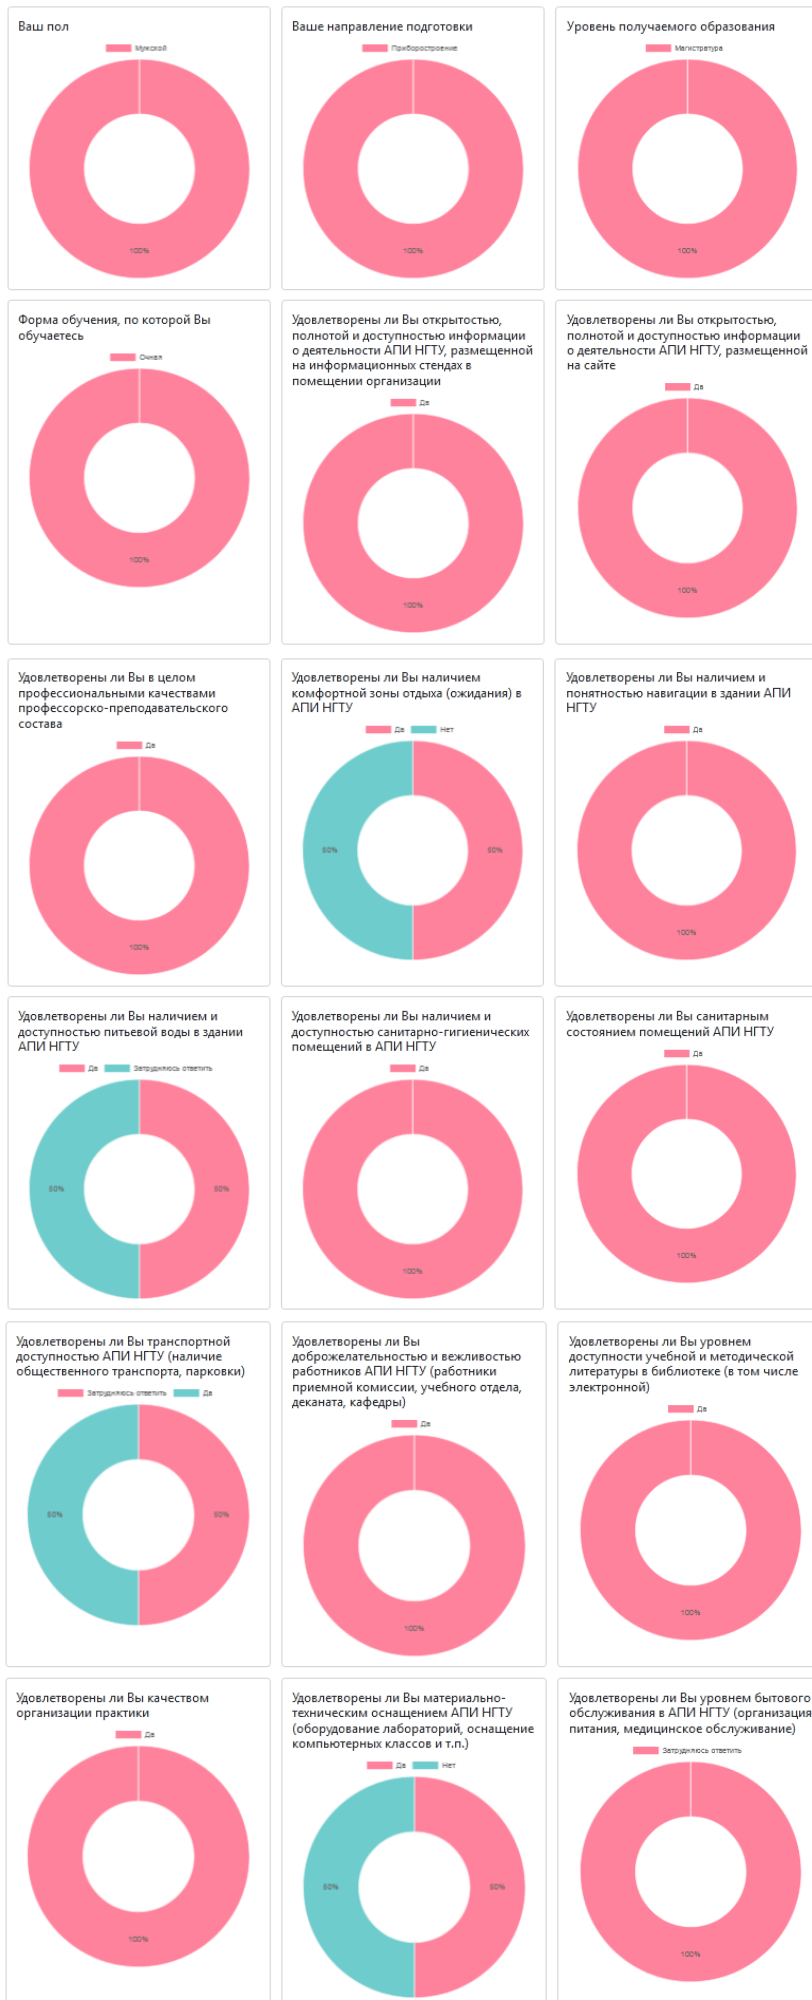 Ваш пол
Мужской
100%
Ваше направление подготовки
Приборостроение
100%
Уровень получаемого образования
Магистратура
100%
Форма обучения, по которой Вы
обучаетесь
Очная
100%
Удовлетворены ли Вы открытостью,
полнотой и доступностью информации
о деятельности АПИ НГТУ, размещенной
на информационных стендах в
помещении организации
Да
100%
Удовлетворены ли Вы открытостью,
полнотой и доступностью информации
о деятельности АПИ НГТУ, размещенной
на сайте
Да
100%
Удовлетворены ли Вы в целом
профессиональными качествами
профессорско-преподавательского
состава
Да
100%
Удовлетворены ли Вы наличием
комфортной зоны отдыха (ожидания) в
АПИ НГТУ
Да Нет
50% 50%
Удовлетворены ли Вы наличием и
понятностью навигации в здании АПИ
НГТУ
Да
100%
Удовлетворены ли Вы наличием и
доступностью питьевой воды в здании
АПИ НГТУ
Да Затрудняюсь ответить
50% 50%
Удовлетворены ли Вы наличием и
доступностью санитарно-гигиенических
помещений в АПИ НГТУ
Да
100%
Удовлетворены ли Вы санитарным
состоянием помещений АПИ НГТУ
Да
100%
Удовлетворены ли Вы транспортной
доступностью АПИ НГТУ (наличие
общественного транспорта, парковки)
Затрудняюсь ответить Да
50% 50%
Удовлетворены ли Вы
доброжелательностью и вежливостью
работников АПИ НГТУ (работники
приемной комиссии, учебного отдела,
деканата, кафедры)
Да
100%
Удовлетворены ли Вы уровнем
доступности учебной и методической
литературы в библиотеке (в том числе
электронной)
Да
100%
Удовлетворены ли Вы качеством
организации практики
Да
100%
Удовлетворены ли Вы материально-
техническим оснащением АПИ НГТУ
(оборудование лабораторий, оснащение
компьютерных классов и т.п.)
Да Нет
50% 50%
Удовлетворены ли Вы уровнем бытового
обслуживания в АПИ НГТУ (организация
питания, медицинское обслуживание)
Затрудняюсь ответить
100%